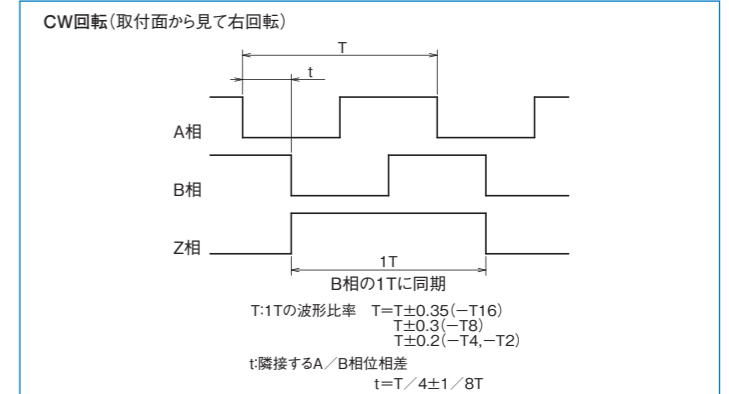 CW回転(取付面から見て右回転)
T
t
A相
B相
Z相
1T
B相の1Tに同期
T:1Tの波形比率 T=T±0.35(−T16)
T±0.3(−T8)
T±0.2(−T4,−T2)
t:隣接するA/B相位相差
t=T/4±1/8T